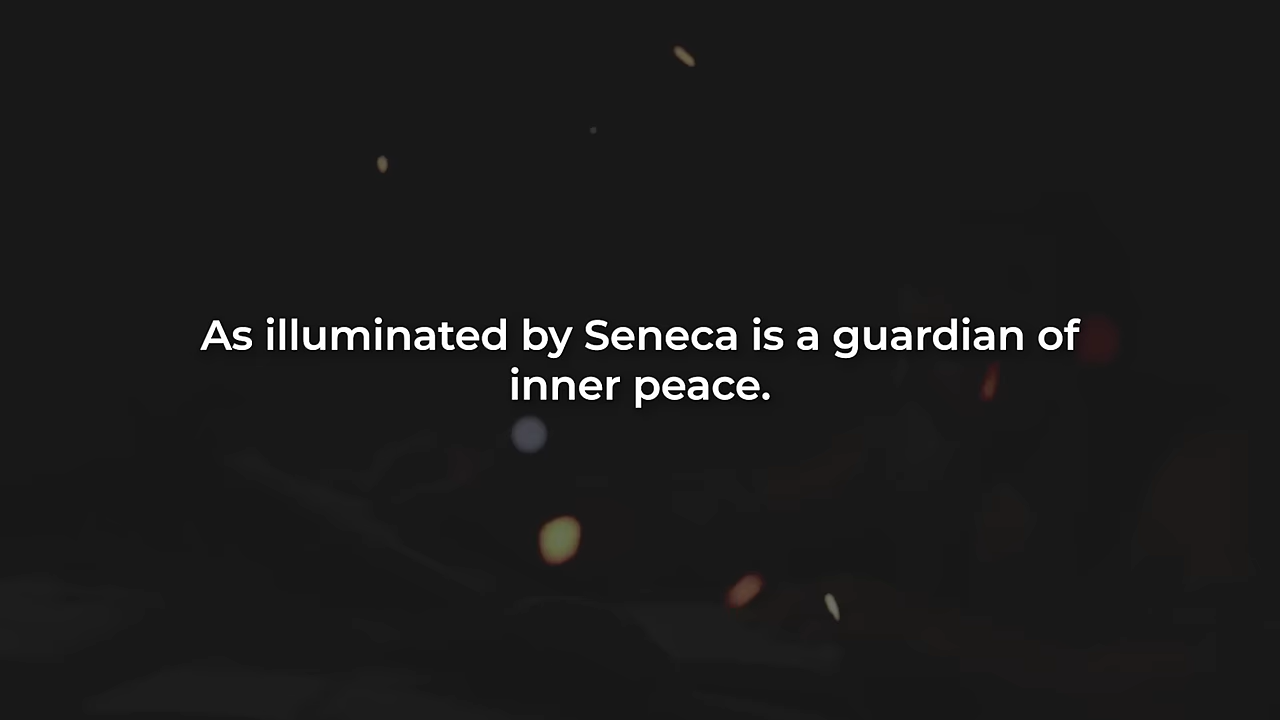 As illuminated by Seneca is a guardian of
inner peace.